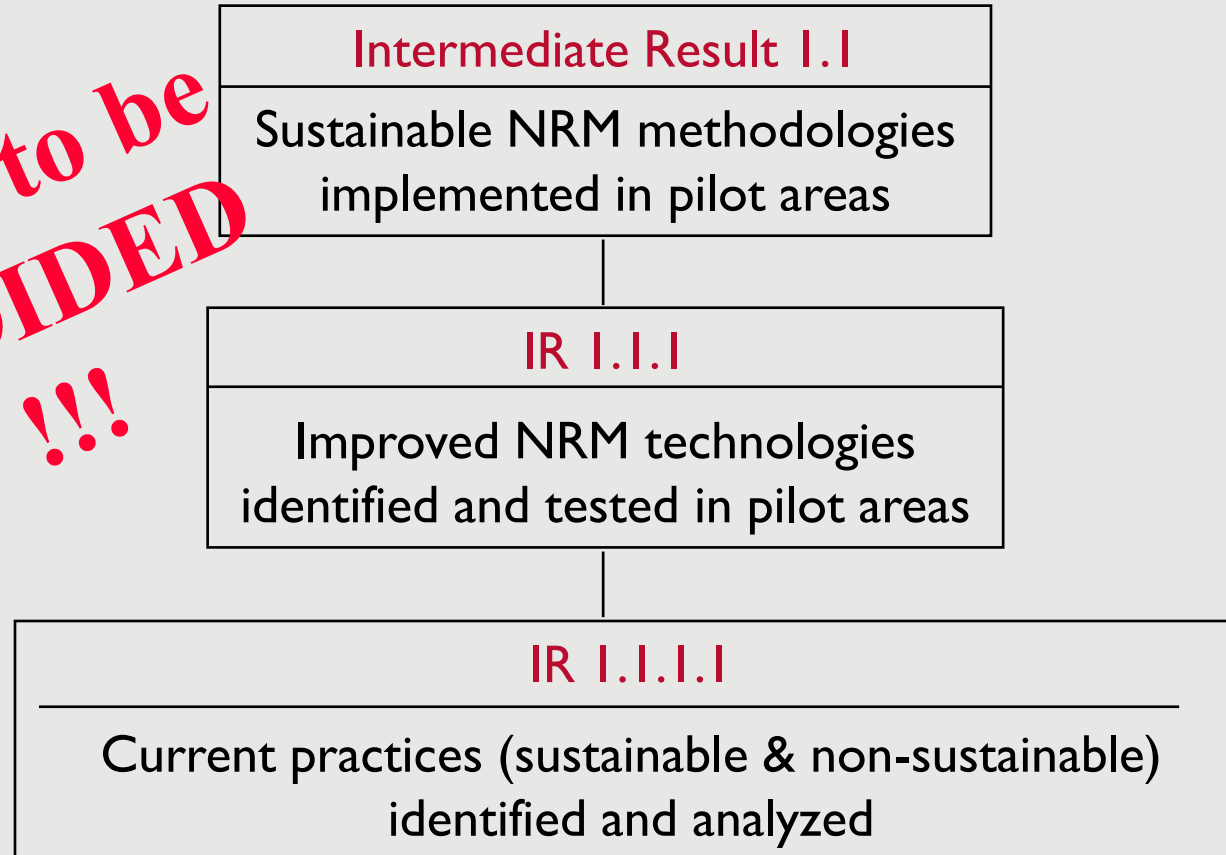 Intermediate Result 1.1
Sustainable NRM methodologies
implemented in pilot areas
to be
!!!
IR 1.1.1
Improved NRM technologies
identified and tested in pilot areas
IR 1.1.1.1
Current practices (sustainable & non-sustainable)
identified and analyzed